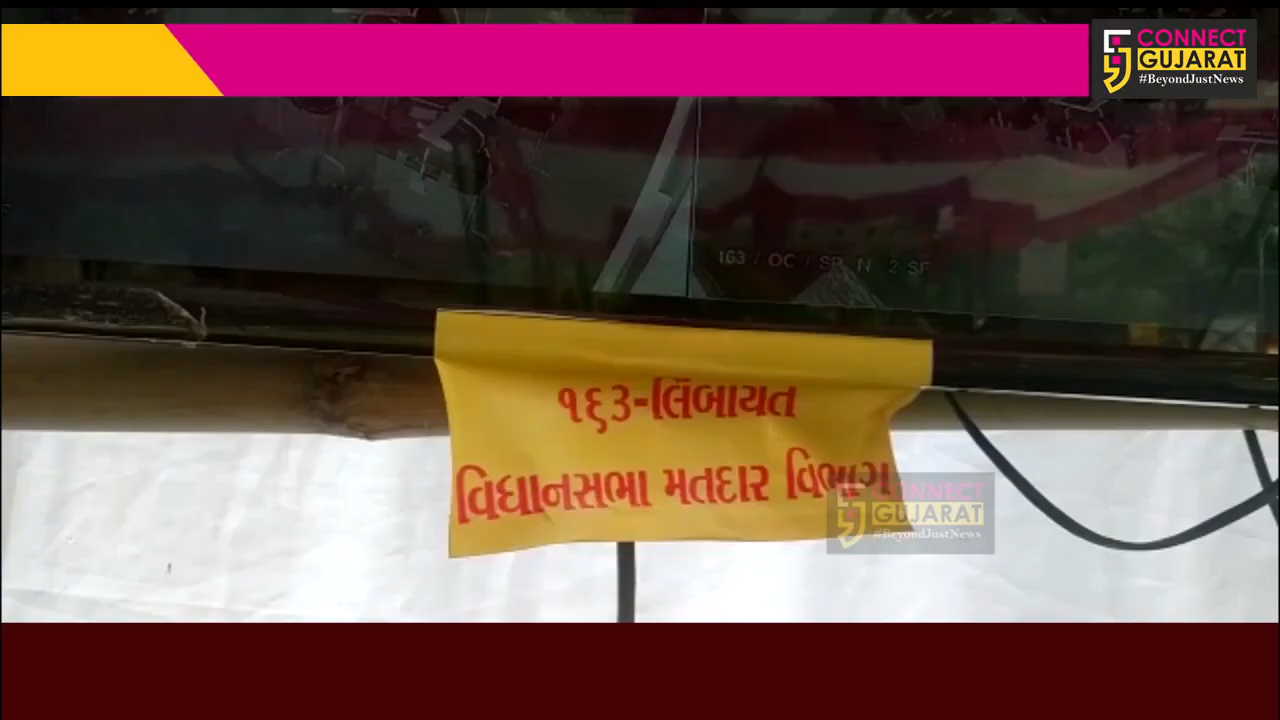 CONNECT
GUJARAT
#BeyondJustNews
163 / OC / SR N 2 SF
૧૬૩-લિંબાયત
વિધાનસભા મતદાર વિભાગ
CONNECT
GUJARAT
#BeyondJustNews